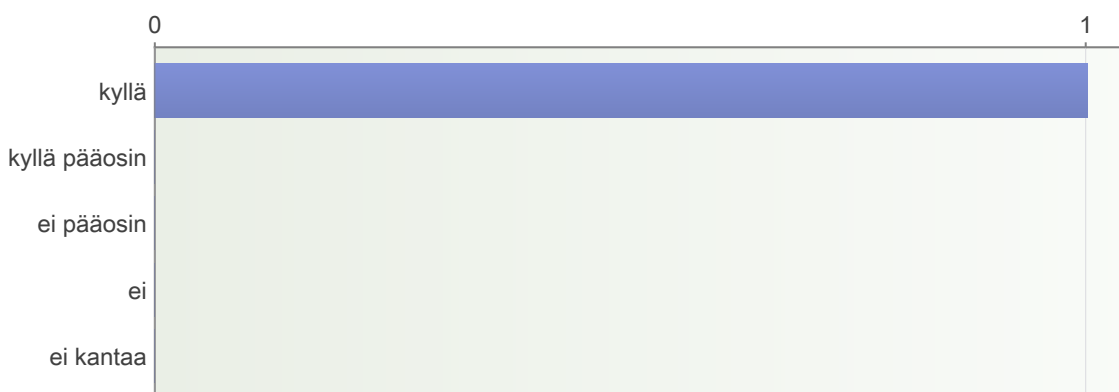 0 1
kyllä
kyllä pääosin
ei pääosin
ei
ei kantaa